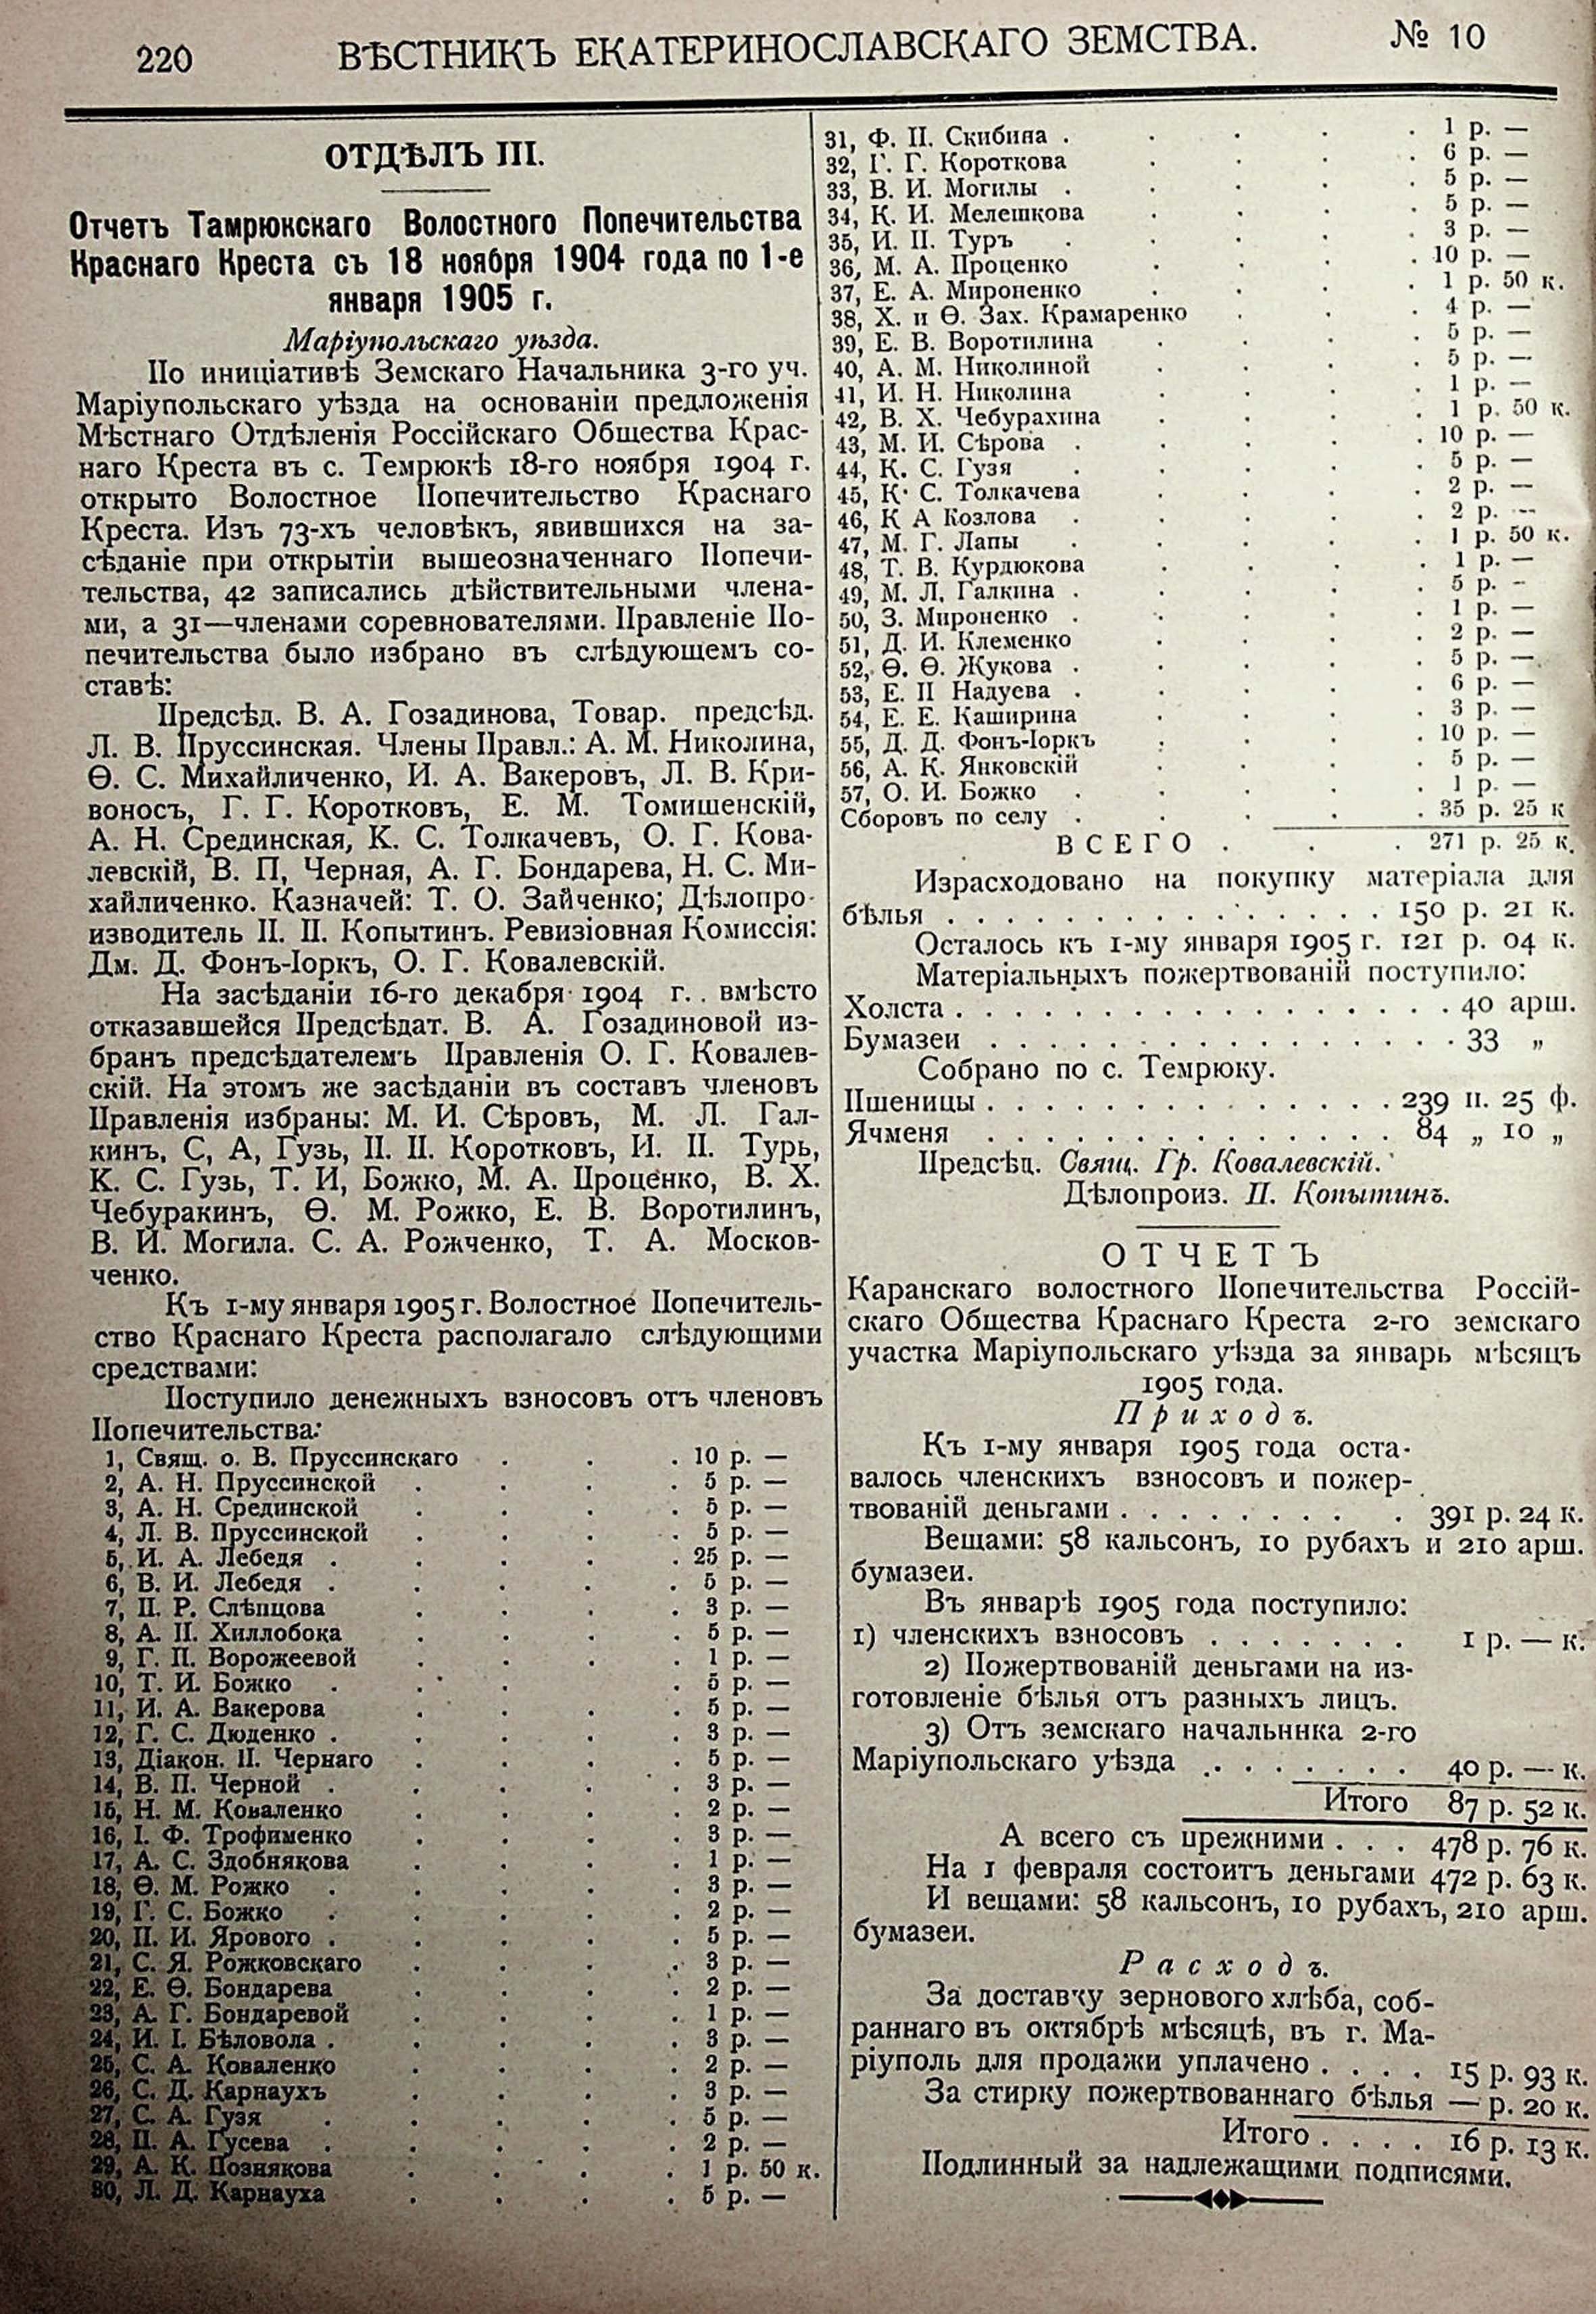 220 ВѢСТНИКЪ ЕКАТЕРИНОСЛАВСКАГО ЗЕМСТВА. № 10
ОТДѢЛЪ III.
Отчетъ Тамрюкскаго Волостного Попечительства
Краснаго Креста съ 18 ноября 1904 года по 1-е
января 1905 г.
Маріупольскаго уѣзда.
По иниціативѣ Земскаго Начальника 3-го уч.
Маріупольскаго уѣзда на основаніи предложенія
Мѣстнаго Отдѣленія Россійскаго Общества Крас-
наго Креста въ с. Темрюкѣ 18-го ноября 1904 г.
открыто Волостное Попечительство Краснаго
Креста. Изъ 73-хъ человѣкъ, явившихся на за-
сѣданіе при открытіи вышеозначеннаго Попечи-
тельства, 42 записались дѣйствительными члена-
ми, а 31—членами соревнователями. Правленіе По-
печительства было избрано въ слѣдующемъ со-
ставѣ:
Предсѣд. В. А. Гозадинова, Товар. предсѣд.
Л. В. Пруссинская. Члены Правл.: А. М. Николина,
Ѳ. С. Михайличенко, И. А. Вакеровъ, Л. В. Кри-
воносъ, Г. Г. Коротковъ, Е. М. Томишенскій,
А. Н. Срединская, К. С. Толкачевъ, О. Г. Кова-
левскій, В. П, Черная, А. Г. Бондарева, Н. С. Ми-
хайличенко. Казначей: Т. О. Зайченко; Дѣлопро-
изводитель П. П. Копытинъ. Ревизіовная Комиссія:
Дм. Д. Фонъ-Іоркъ, О. Г. Ковалевскій.
На засѣданіи 16-го декабря 1904 г.. вмѣсто
отказавшейся Предсѣдат. В. А. Гозадиновой из-
бранъ предсѣдателемъ Правленія О. Г. Ковалев-
скій. На этомъ же засѣданіи въ составъ членовъ
Правленія избраны: М. И. Сѣровъ, М. Л. Гал-
кинъ, С, А, Гузь, П. П. Коротковъ, И. П. Турь,
К. С. Гузь, Т. И, Божко, М. А. Проценко, В. Х.
Чебуракинъ, Ѳ. М. Рожко, Е. В. Воротилинъ,
В. И. Могила. С. А. Рожченко, Т. А. Москов-
ченко.
Къ 1-му января 1905 г. Волостное Попечитель-
ство Краснаго Креста располагало слѣдующими
средствами:
Поступило денежныхъ взносовъ отъ членовъ
Попечительства:
1, Свящ. о. В. Пруссинскаго . . . 10 р. —
2, А. Н. Пруссинской . . . . 5 р. —
3, А. Н. Срединской . . . . 5 р. —
4, Л. В. Пруссинской . . . . 5 р. —
5, И. А. Лебедя . . . . . 25 р. —
6, В. И. Лебедя . . . . . 5 р. —
7, П. Р. Слѣпцова . . . . 3 р. —
8, А. П. Хиллобока . . . . 5 р. —
9, Г. П. Ворожеевой . . . . 1 р. —
10, Т. И. Божко . . . . . 5 р. —
11, И. А. Вакерова . . . . 5 р. —
12, Г. С. Дюденко . . . . . 3 р. —
13, Діакон. П. Чернаго . . . . 5 р. —
14, В. П. Черной . . . . . 3 р. —
15, Н. М. Коваленко . . . . 2 р. —
16, І. Ф. Трофименко . . . . 3 р. —
17, А. С. Здобнякова . . . . 1 р. —
18, Ѳ. М. Рожко . . . . . 3 р. —
19, Г. С. Божко . . . . . 2 р. —
20, П. И. Ярового . . . . . 5 р. —
21, С. Я. Рожковскаго . . . . 3 р. —
22, Е. Ѳ. Бондарева . . . . 2 р. —
23, А. Г. Бондаревой . . . . 1 р. —
24, И. І. Бѣловола . . . . . 3 р. —
25, С. А. Коваленко . . . . 2 р. —
26, С. Д. Карнаухъ . . . . 3 р. —
27, С. А. Гузя . . . . . 5 р. —
28, П. А. Гусева . . . . . 2 р. —
29, А. К. Познякова . . . . 1 р. 50 к.
30, Л. Д. Карнауха . . . . 5 р. —
31, Ф. П. Скибина . . . . . 1 р. —
32, Г. Г. Короткова . . . . 6 р. —
33, В. И. Могилы . . . . . 5 р. —
34, К. И. Мелешкова . . . . 5 р. —
35, И. П. Туръ . . . . . 3 р. —
36, М. А. Проценко . . . . 10 р. —
37, Е. А. Мироненко . . . . 1 р. 50 к.
38, Х. и Ѳ. Зах. Крамаренко . . . 4 р. —
39, Е. В. Воротилина . . . . 5 р. —
40, А. М. Николиной . . . . 5 р. —
41, И. Н. Николина . . . . 1 р. —
42, В. Х. Чебурахина . . . . 1 р. 50 к.
43, М. И. Сѣрова . . . . . 10 р. —
44, К. С. Гузя . . . . . 5 р. —
45, К. С. Толкачева . . . . 2 р. —
46, К А Козлова . . . . . 2 р. —
47, М. Г. Лапы . . . . . 1 р. 50 к.
48, Т. В. Курдюкова . . . . 1 р. —
49, М. Л. Галкина . . . . . 5 р. -
50, З. Мироненко . . . . . 1 р. —
51, Д. И. Клеменко . . . . 2 р. —
52, Ѳ. Ѳ. Жукова . . . . . 5 р. —
53, Е. П Надуева . . . . . 6 р. —
54, Е. Е. Каширина . . . . 3 р. —
55, Д. Д. Фонъ-Іоркъ . . . . 10 р. —
56, А. К. Янковскій . . . . 5 р. —
57, О. И. Божко . . . . . 1 р. —
Сборовъ по селу . . . . . 35 р. 25 к
ВСЕГО . . . 271 р. 25 к.
Израсходовано на покупку матеріала для
бѣлья . . . . . . . . . . . . . . . 150 р. 21 к.
Осталось къ 1-му января 1905 г. 121 р. 04 к.
Матеріальныхъ пожертвованій поступило:
Холста . . . . . . . . . . . . . . . . . 40 арш.
Бумазеи . . . . . . . . . . . . . . . . 33 „
Собрано по с. Темрюку.
Пшеницы . . . . . . . . . . . . . . 239 п. 25 ф.
Ячменя . . . . . . . . . . . . . . 84 „ 10 „
Предсѣд. Свящ. Гр. Ковалевскій.
Дѣлопроиз. П. Копытинъ.
ОТЧЕТЪ
Каранскаго волостного Попечительства Россій-
скаго Общества Краснаго Креста 2-го земскаго
участка Маріупольскаго уѣзда за январь мѣсяцъ
1905 года.
Приходъ.
Къ 1-му января 1905 года оста-
валось членскихъ взносовъ и пожер-
твованій деньгами . . . . . . . . . 391 р. 24 к.
Вещами: 58 кальсонъ, 10 рубахъ и 210 арш.
бумазеи.
Въ январѣ 1905 года поступило:
1) членскихъ взносовъ . . . . . . . 1 р. — к.
2) Пожертвованій деньгами на из-
готовленіе бѣлья отъ разныхъ лицъ.
3) Отъ земскаго начальника 2-го
Маріупольскаго уѣзда . . . . . . . 40 р. — к.
Итого 87 р. 52 к.
А всего съ прежними . . . 478 р. 76 к.
На 1 февраля состоитъ деньгами 472 р. 63 к.
И вещами: 58 кальсонъ, 10 рубахъ, 210 арш.
бумазеи.
Расходъ.
За доставку зернового хлѣба, соб-
раннаго въ октябрѣ мѣсяцѣ, въ г. Ма-
ріуполь для продажи уплачено . . . . 15 р. 93 к.
За стирку пожертвованнаго бѣлья — р. 20 к.
Итого . . . . 16 р. 13 к.
Подлинный за надлежащими подписями.